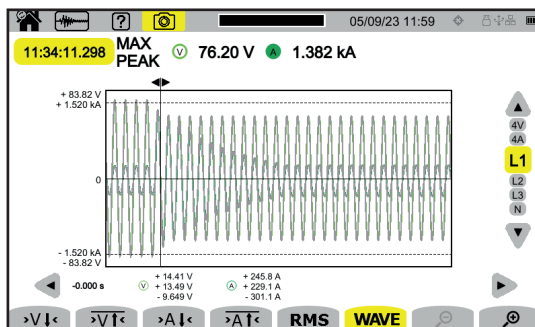 ? 05/09/23 11:59
11:34:11.298 MAX PEAK V 76.20 V A 1.382 kA
+ 83.82 V
+ 1.520 kA
0
- 1.520 kA
- 83.82 V
4V
4A
L1
L2
L3
N
-0.000 s
V + 14.41 V + 13.49 V - 9.649 V
A + 245.8 A + 229.1 A - 301.1 A
>V↓< >V↑< >A↓< >A↑< RMS WAVE